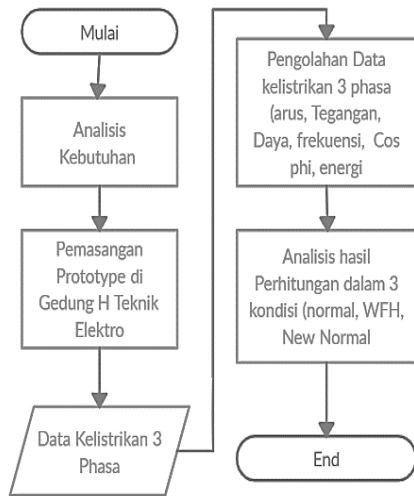 Mulai
Analisis
Kebutuhan
Pemasangan
Prototype di
Gedung H Teknik
Elektro
Data Kelistrikan 3
Phasa
Pengolahan Data
kelistrikan 3 phasa
(arus, Tegangan,
Daya, frekuensi, Cos
phi, energi
Analisis hasil
Perhitungan dalam 3
kondisi (normal, WFH,
New Normal
End